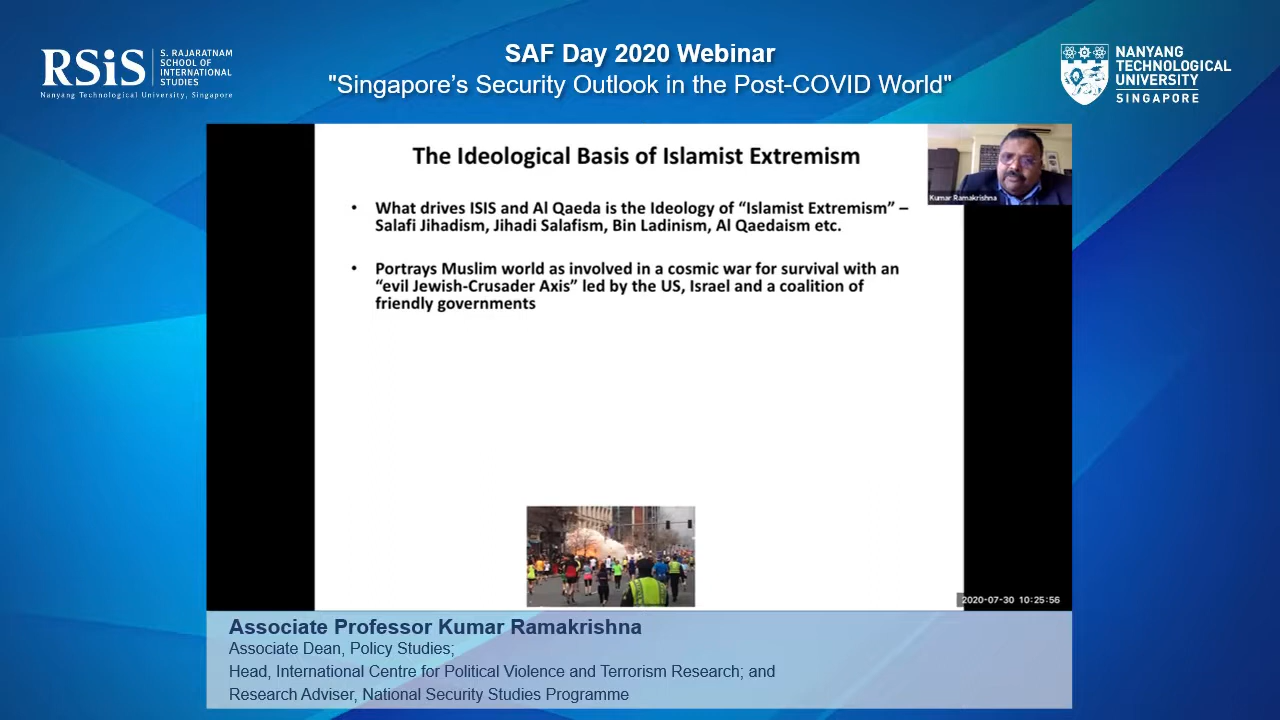 RSiS
S. RAJARATNAM
SCHOOL OF
INTERNATIONAL
STUDIES
Nanyang Technological University, Singapore
SAF Day 2020 Webinar
"Singapore’s Security Outlook in the Post-COVID World"
NANYANG
TECHNOLOGICAL
UNIVERSITY
SINGAPORE
The Ideological Basis of Islamist Extremism
• What drives ISIS and Al Qaeda is the Ideology of “Islamist Extremism” –
Salafi Jihadism, Jihadi Salafism, Bin Ladinism, Al Qaedaism etc.
• Portrays Muslim world as involved in a cosmic war for survival with an
“evil Jewish-Crusader Axis” led by the US, Israel and a coalition of
friendly governments
Kumar Ramakrishna
2020-07-30 10:25:56
Associate Professor Kumar Ramakrishna
Associate Dean, Policy Studies;
Head, International Centre for Political Violence and Terrorism Research; and
Research Adviser, National Security Studies Programme